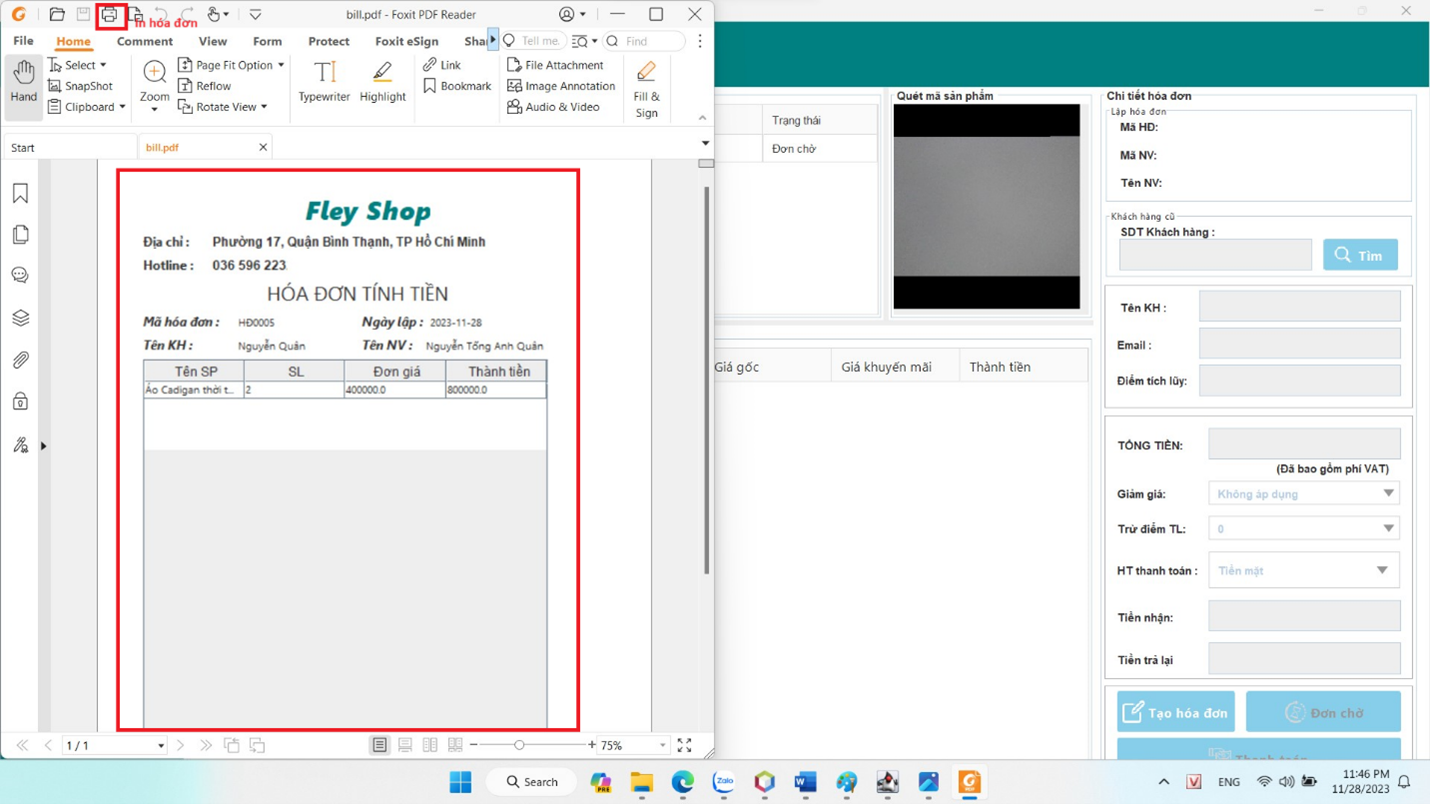 bill.pdf - Foxit PDF Reader
In hóa đơn
File Home Comment View Form Protect Foxit eSign Tell me. Find
Hand
Select
SnapShot
Clipboard
Zoom
Page Fit Option
Reflow
Rotate View
Typewriter
Highlight
Link
Bookmark
File Attachment
Image Annotation
Audio & Video
Fill &
Sign
Start
bill.pdf
Fley Shop
Địa chỉ : Phường 17, Quận Bình Thạnh, TP Hồ Chí Minh
Hotline : 036 596 223
HÓA ĐƠN TÍNH TIỀN
Mã hóa đơn : HĐ0005 Ngày lập : 2023-11-28
Tên KH : Nguyễn Quân Tên NV : Nguyễn Tống Anh Quân
Tên SP SL Đơn giá Thành tiền
Áo Cadigan thời t... 2 400000.0 800000.0
1 / 1
75%
Trạng thái
Đơn chờ
Quét mã sản phẩm
Giá gốc Giá khuyến mãi Thành tiền
Chi tiết hóa đơn
Lập hóa đơn
Mã HD:
Mã NV:
Tên NV:
Khách hàng cũ
SDT Khách hàng :
Tìm
Tên KH :
Email :
Điểm tích lũy:
TỔNG TIỀN:
(Đã bao gồm phí VAT)
Giảm giá: Không áp dụng
Trừ điểm TL: 0
HT thanh toán : Tiền mặt
Tiền nhận:
Tiền trả lại
Tạo hóa đơn Đơn chờ
Search
PRE
Zalo
V
ENG
11:46 PM
11/28/2023